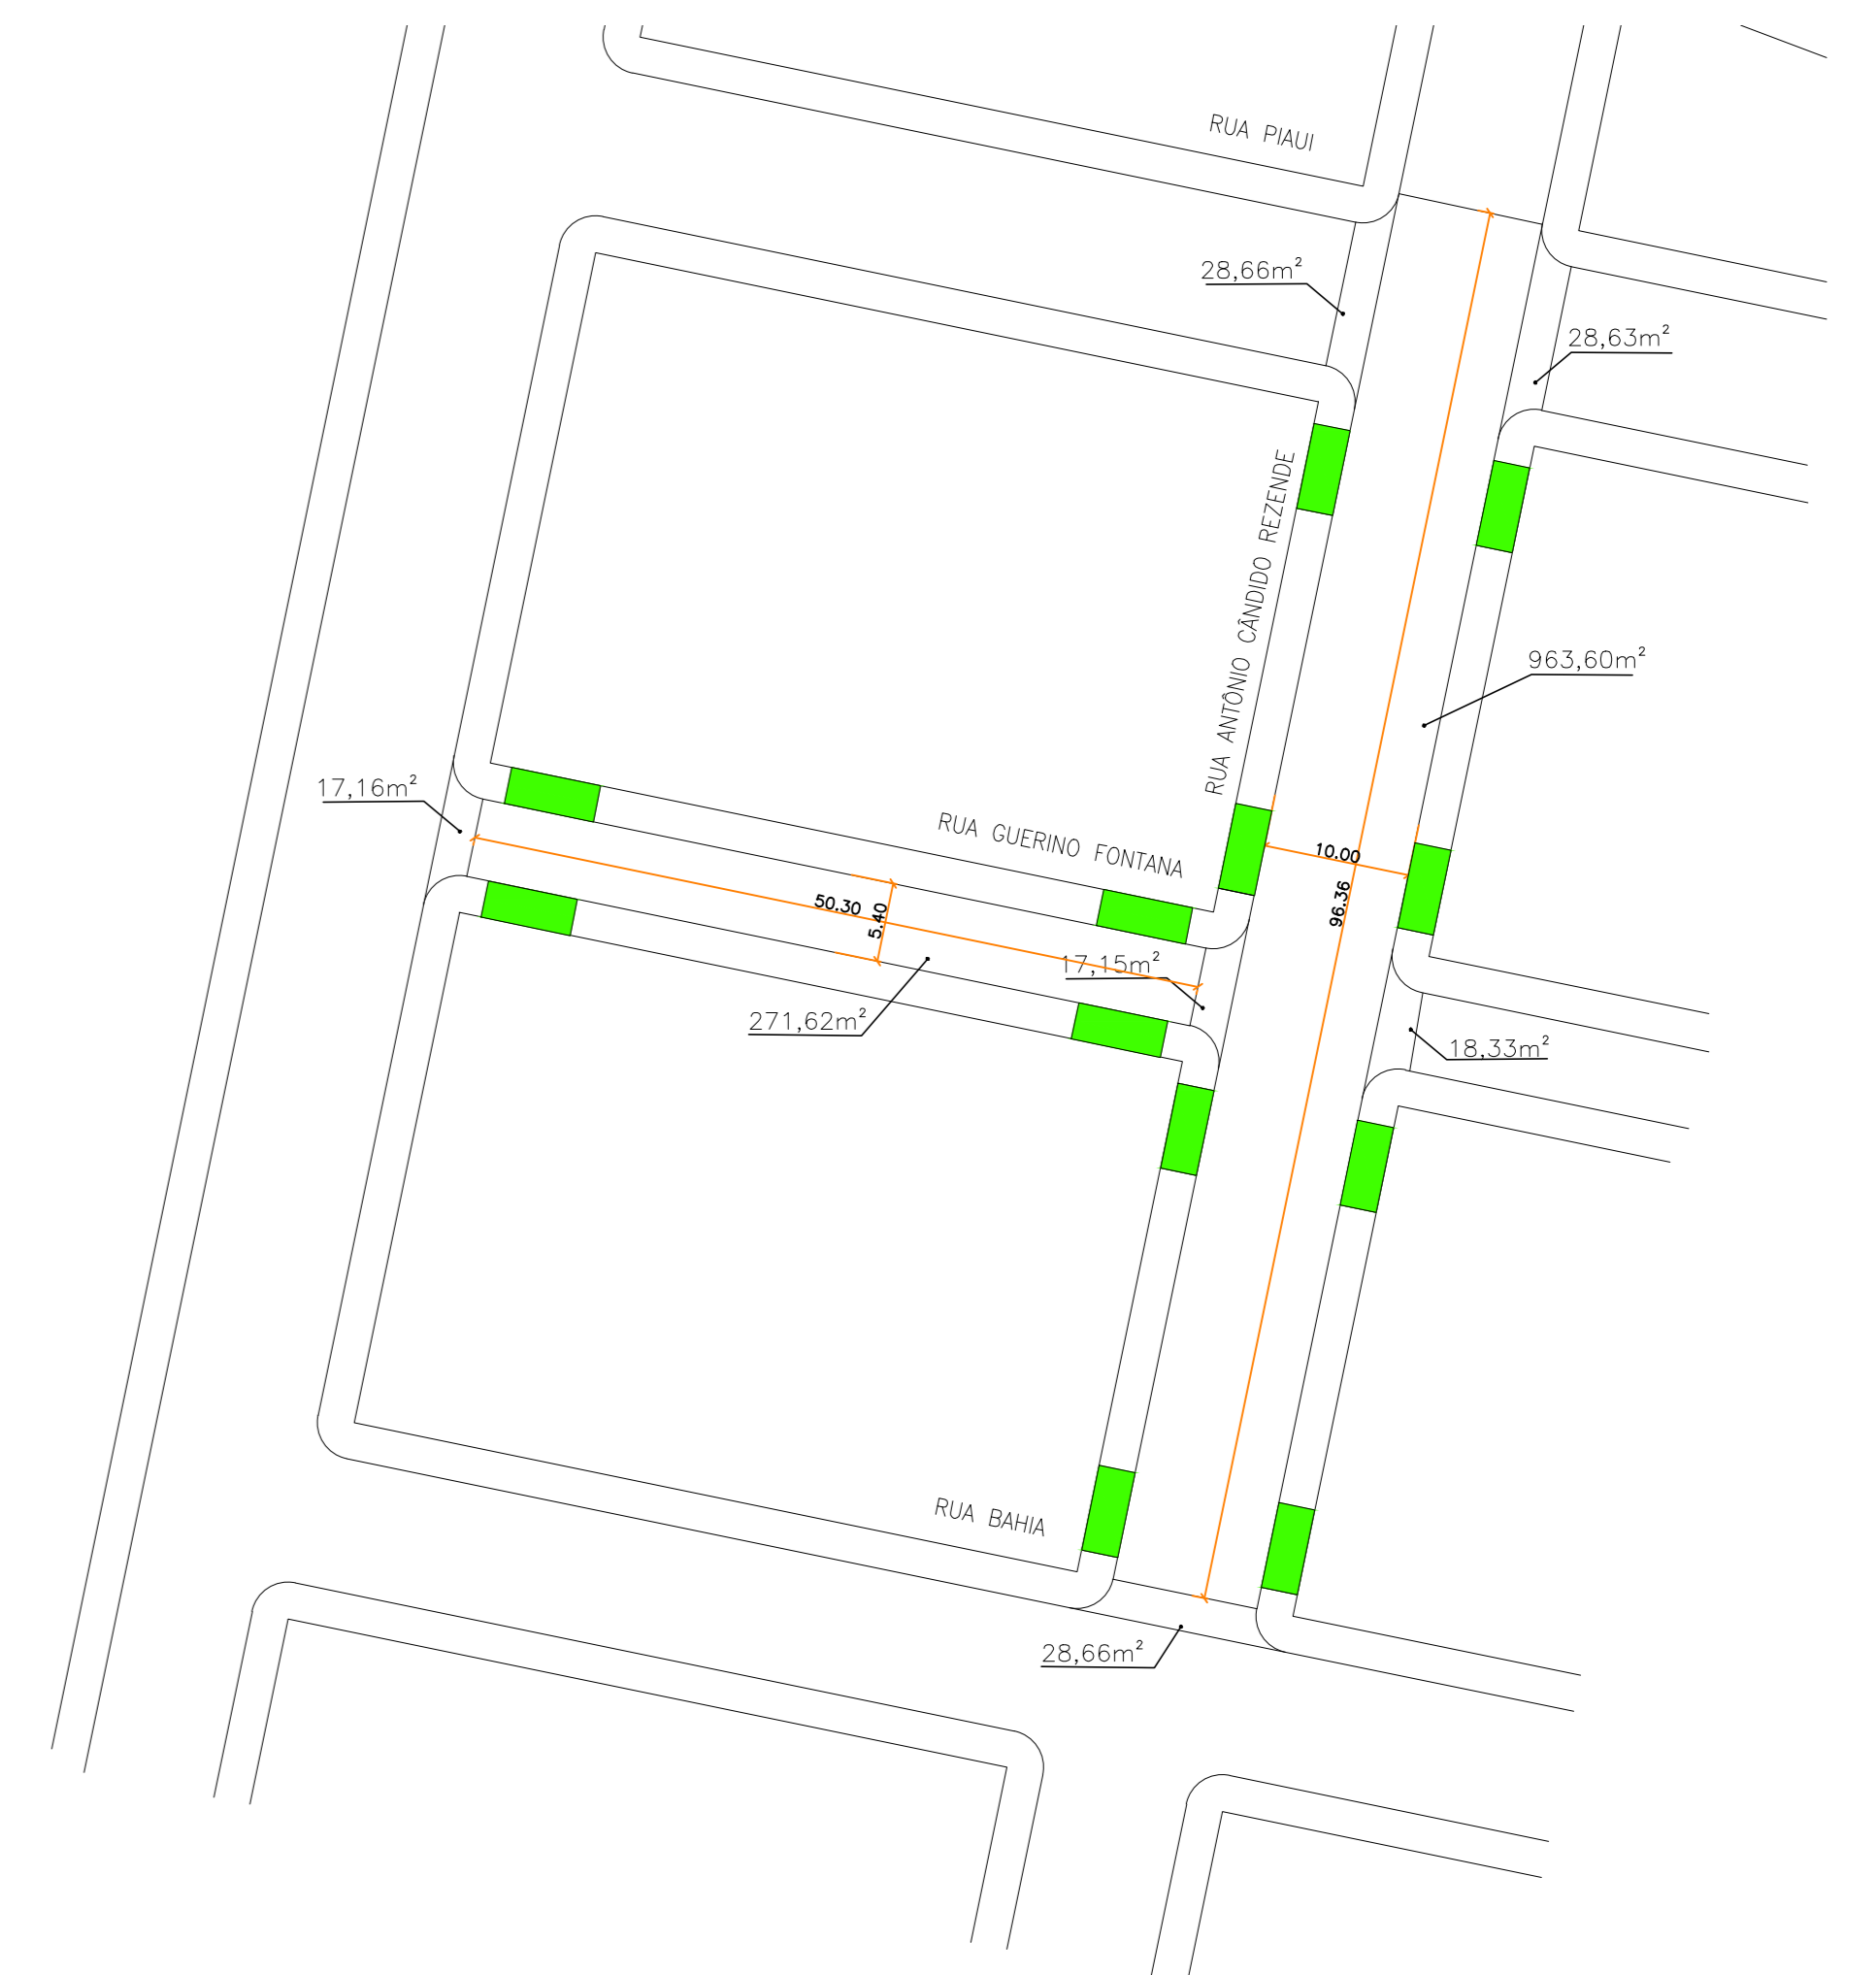 RUA PIAUI
28,66m²
28,63m²
RUA ANTÔNIO CÂNDIDO REZENDE
963,60m²
17,16m²
RUA GUERINO FONTANA
10.00
96.36
50.30
5.40
17,15m²
271,62m²
18,33m²
RUA BAHIA
28,66m²